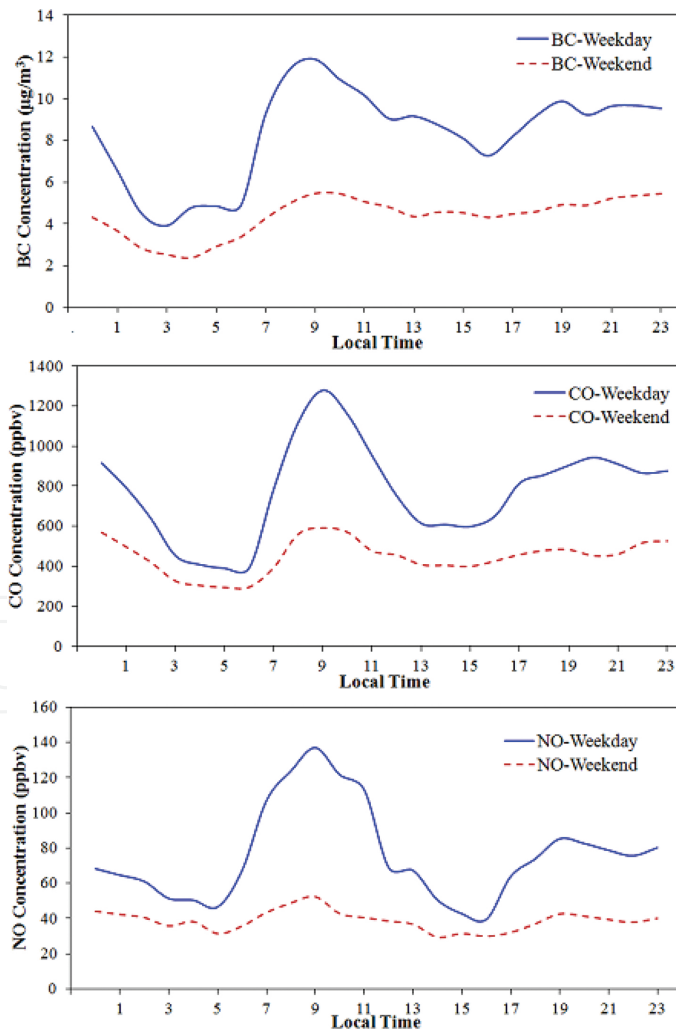 14
12
10
8
6
4
2
0
BC Concentration (µg/m³)
BC-Weekday
BC-Weekend
1 3 5 7 9 11 13 15 17 19 21 23
.
Local Time
1400
1200
1000
800
600
400
200
0
CO Concentration (ppbv)
CO-Weekday
CO-Weekend
1 3 5 7 9 11 13 15 17 19 21 23
Local Time
160
140
120
100
80
60
40
20
0
NO Concentration (ppbv)
NO-Weekday
NO-Weekend
1 3 5 7 9 11 13 15 17 19 21 23
Local Time